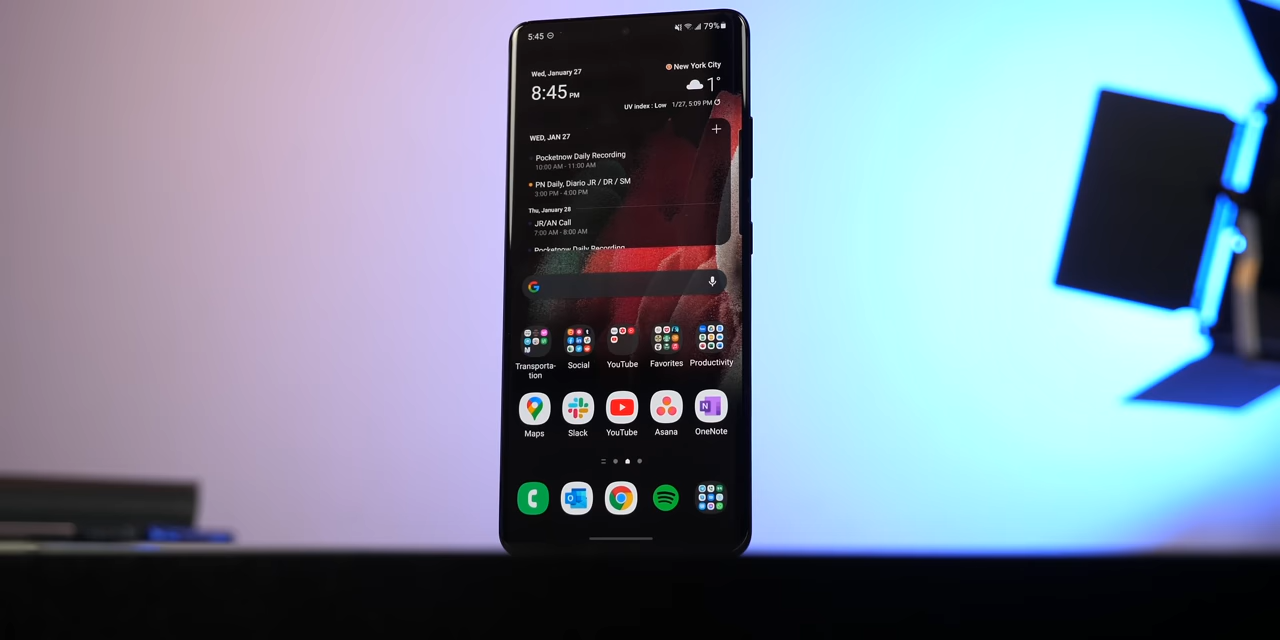 5:45
79%
Wed, January 27
8:45 PM
New York City
1°
UV index : Low 1/27, 5:09 PM
WED, JAN 27
Pocketnow Daily Recording
10:00 AM - 11:00 AM
PN Daily, Diario JR / DR / SM
3:00 PM - 4:00 PM
Thu, January 28
JR/AN Call
7:00 AM - 8:00 AM
Pocketnow Daily Recording
Transporta-
tion
Social
YouTube
Favorites
Productivity
Maps
Slack
YouTube
Asana
OneNote